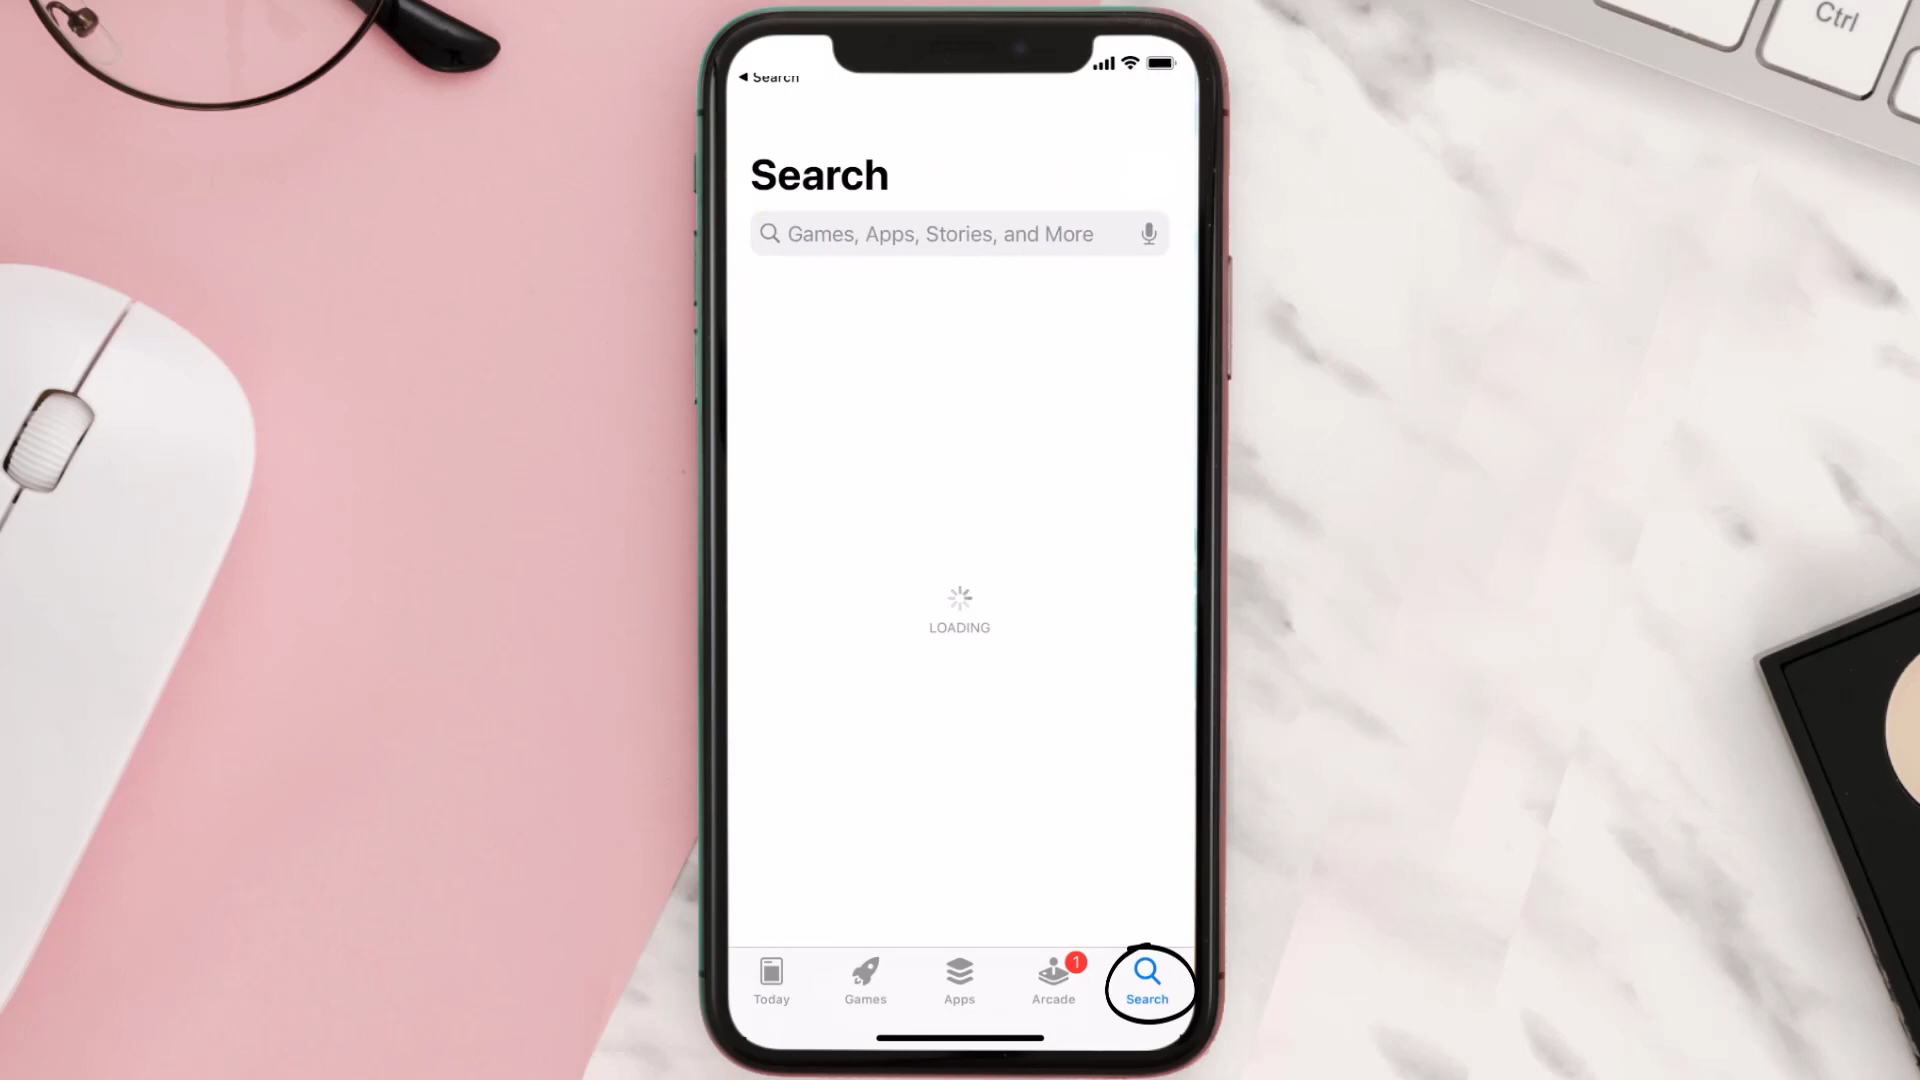 Ctrl
◀ Search
Search
Games, Apps, Stories, and More
LOADING
1
Today
Games
Apps
Arcade
Search